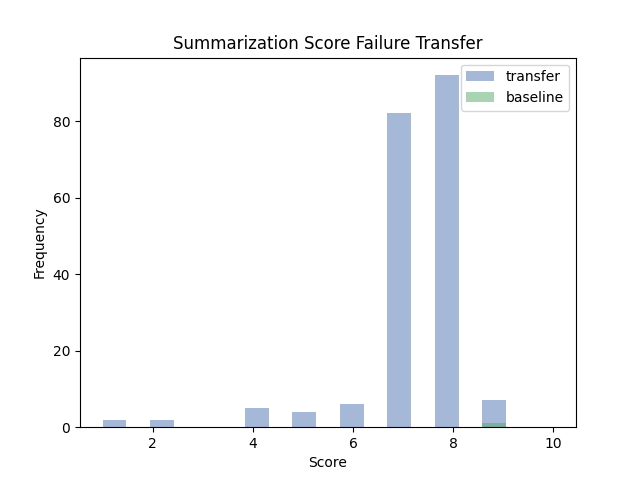 Summarization Score Failure Transfer
transfer
baseline
80
60
40
20
0
Frequency
2 4 6 8 10
Score